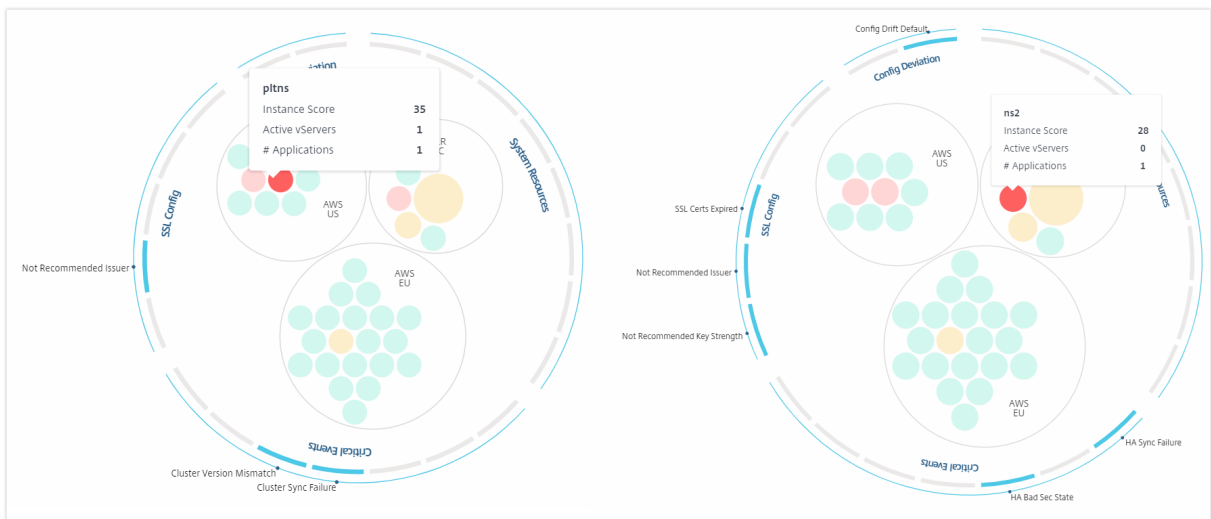 pltns
Instance Score 35
Active vServers 1
# Applications 1
AWS
US
AWS
EU
SSL Config
System Resources
Critical Events
Not Recommended Issuer
Cluster Version Mismatch
Cluster Sync Failure
Config Drift Default
Config Deviation
ns2
Instance Score 28
Active vServers 0
# Applications 1
AWS
US
AWS
EU
SSL Config
SSL Certs Expired
Not Recommended Issuer
Not Recommended Key Strength
Critical Events
HA Sync Failure
HA Bad Sec State